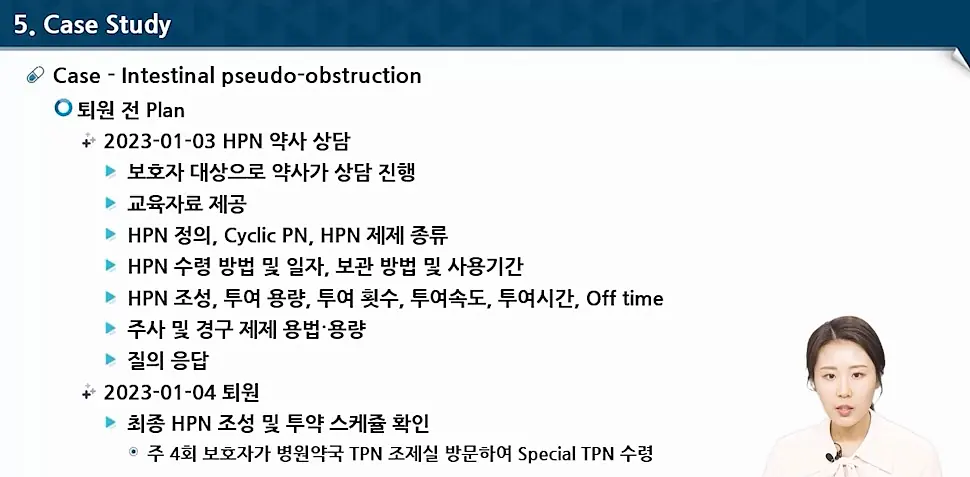 5. Case Study
Case - Intestinal pseudo-obstruction
퇴원 전 Plan
2023-01-03 HPN 약사 상담
보호자 대상으로 약사가 상담 진행
교육자료 제공
HPN 정의, Cyclic PN, HPN 제제 종류
HPN 수령 방법 및 일자, 보관 방법 및 사용기간
HPN 조성, 투여 용량, 투여 횟수, 투여속도, 투여시간, Off time
주사 및 경구 제제 용법·용량
질의 응답
2023-01-04 퇴원
최종 HPN 조성 및 투약 스케쥴 확인
주 4회 보호자가 병원약국 TPN 조제실 방문하여 Special TPN 수령